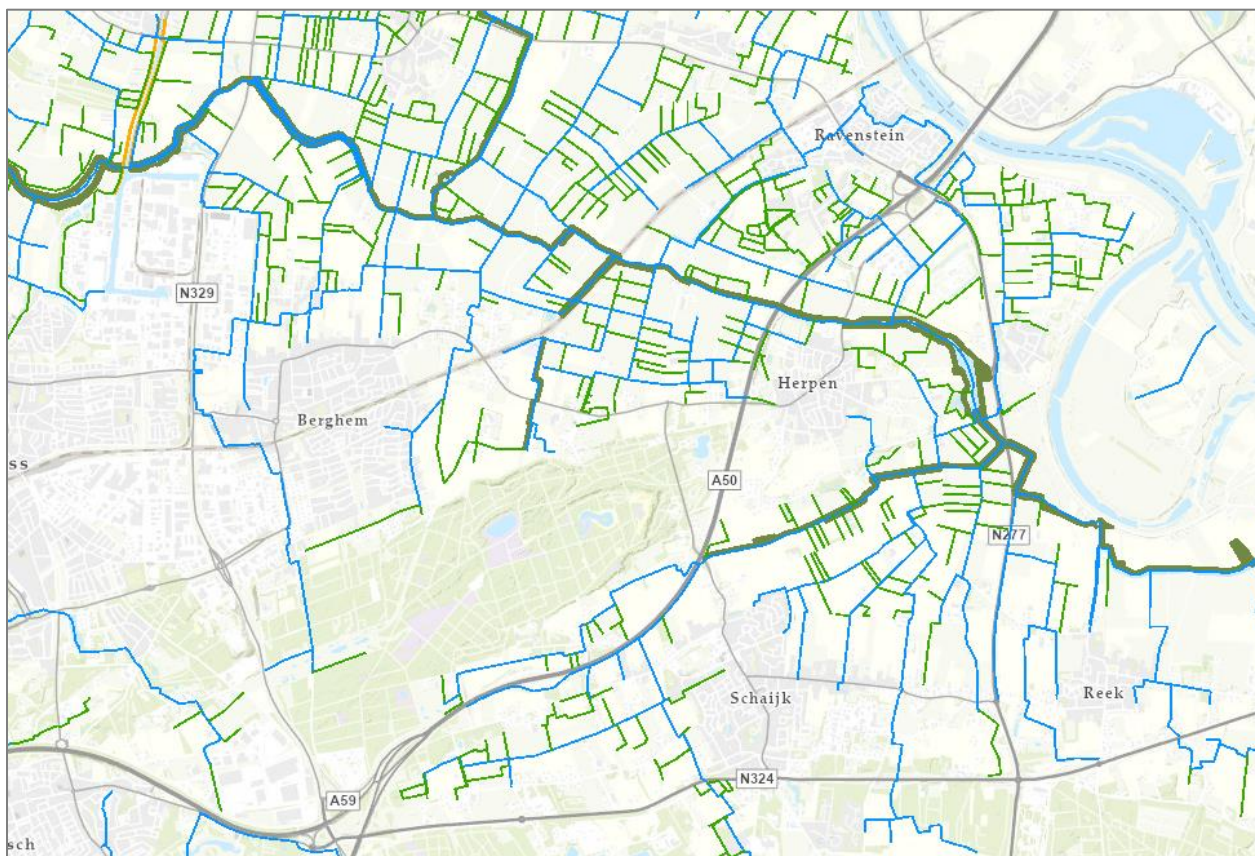 Ravenstein
N329
Herpen
Berghem
ss
A50
N277
Schaijk
Reek
N324
A59
sch